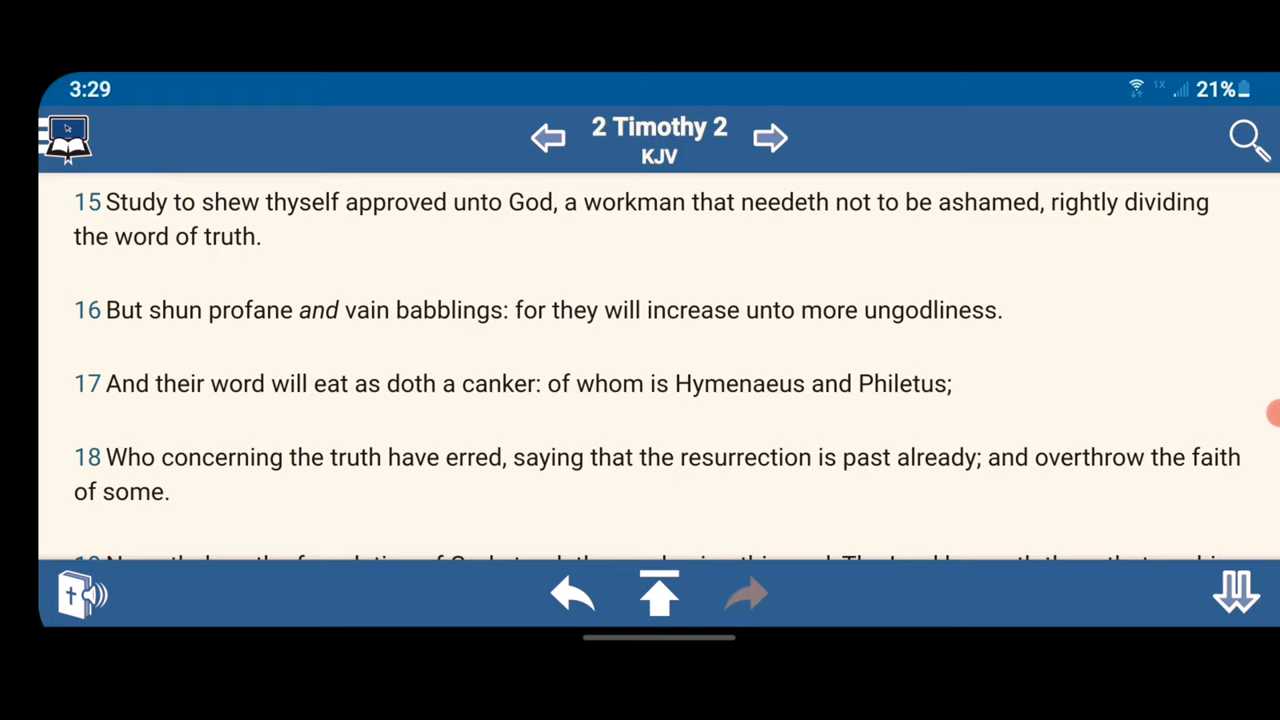 3:29
1X
21%
2 Timothy 2
KJV
15 Study to shew thyself approved unto God, a workman that needeth not to be ashamed, rightly dividing
the word of truth.
16 But shun profane and vain babblings: for they will increase unto more ungodliness.
17 And their word will eat as doth a canker: of whom is Hymenaeus and Philetus;
18 Who concerning the truth have erred, saying that the resurrection is past already; and overthrow the faith
of some.